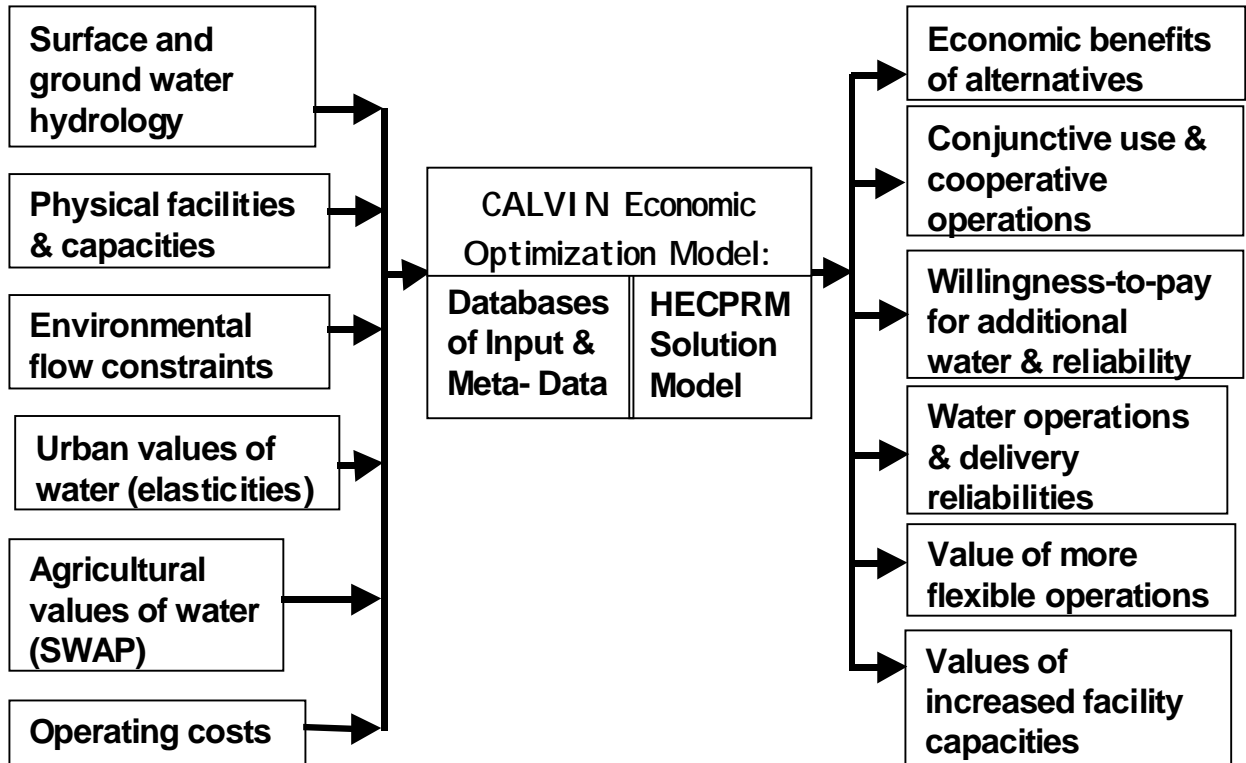 Surface and
ground water
hydrology
Physical facilities
& capacities
Environmental
flow constraints
Urban values of
water (elasticities)
Agricultural
values of water
(SWAP)
Operating costs
CALVIN Economic
Optimization Model:
Databases
of Input &
Meta- Data
HECPRM
Solution
Model
Economic benefits
of alternatives
Conjunctive use &
cooperative
operations
Willingness-to-pay
for additional
water & reliability
Water operations
& delivery
reliabilities
Value of more
flexible operations
Values of
increased facility
capacities